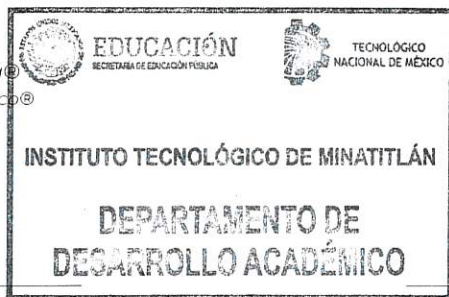 EDUCACIÓN
SECRETARÍA DE EDUCACIÓN PÚBLICA
TECNOLÓGICO
NACIONAL DE MÉXICO
INSTITUTO TECNOLÓGICO DE MINATITLÁN
DEPARTAMENTO DE
DESARROLLO ACADÉMICO